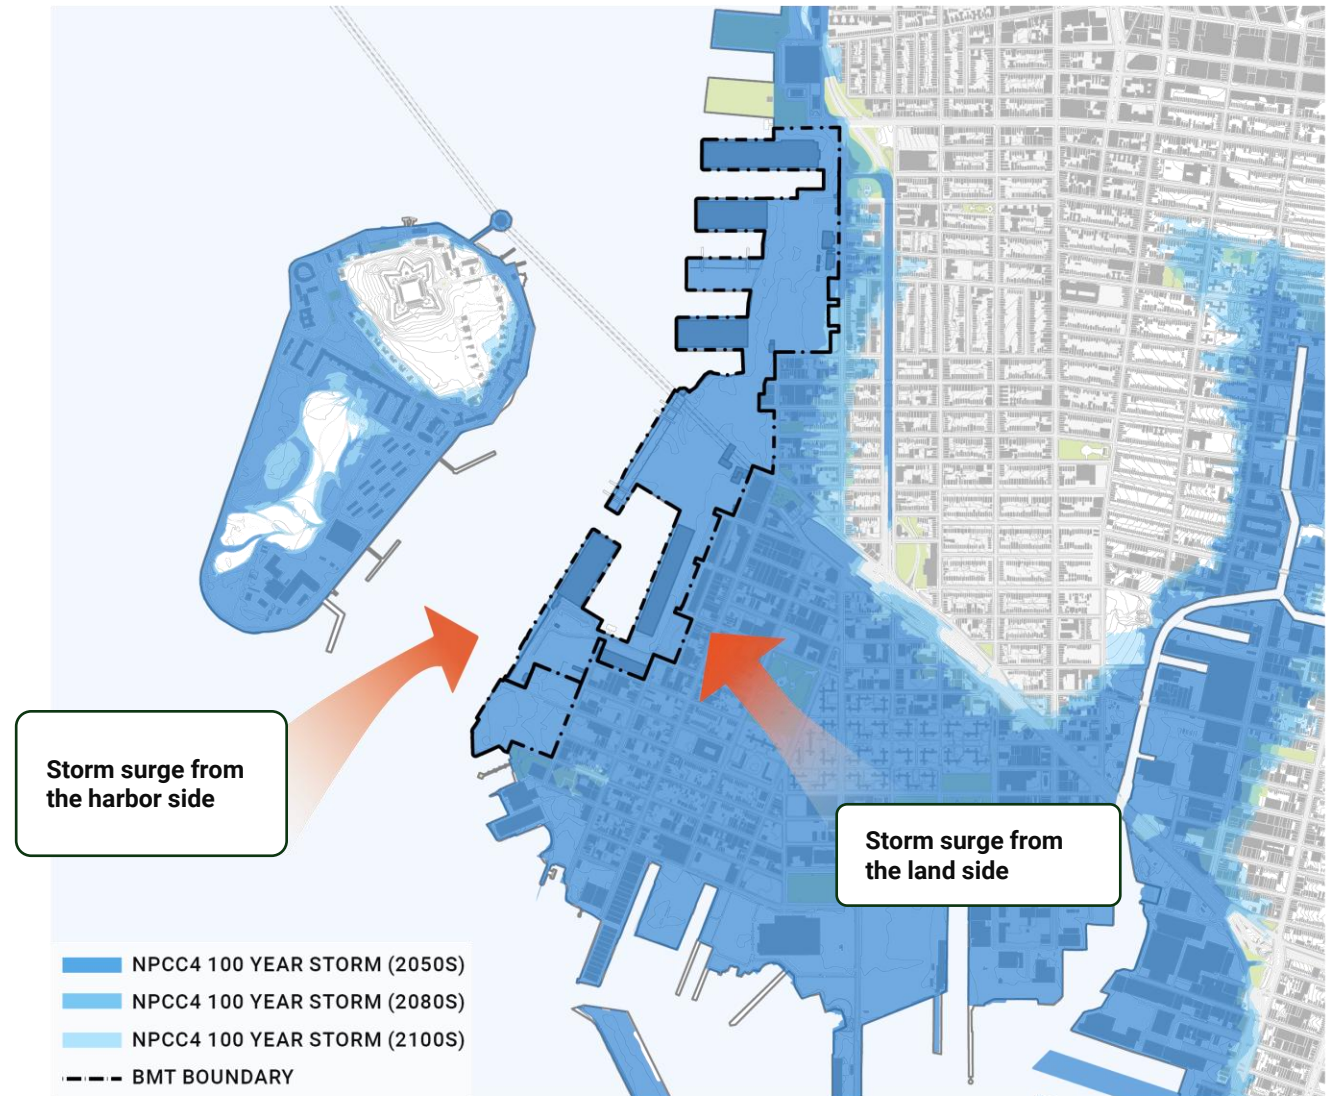 Storm surge from
the harbor side
Storm surge from
the land side
NPCC4 100 YEAR STORM (2050S)
NPCC4 100 YEAR STORM (2080S)
NPCC4 100 YEAR STORM (2100S)
BMT BOUNDARY